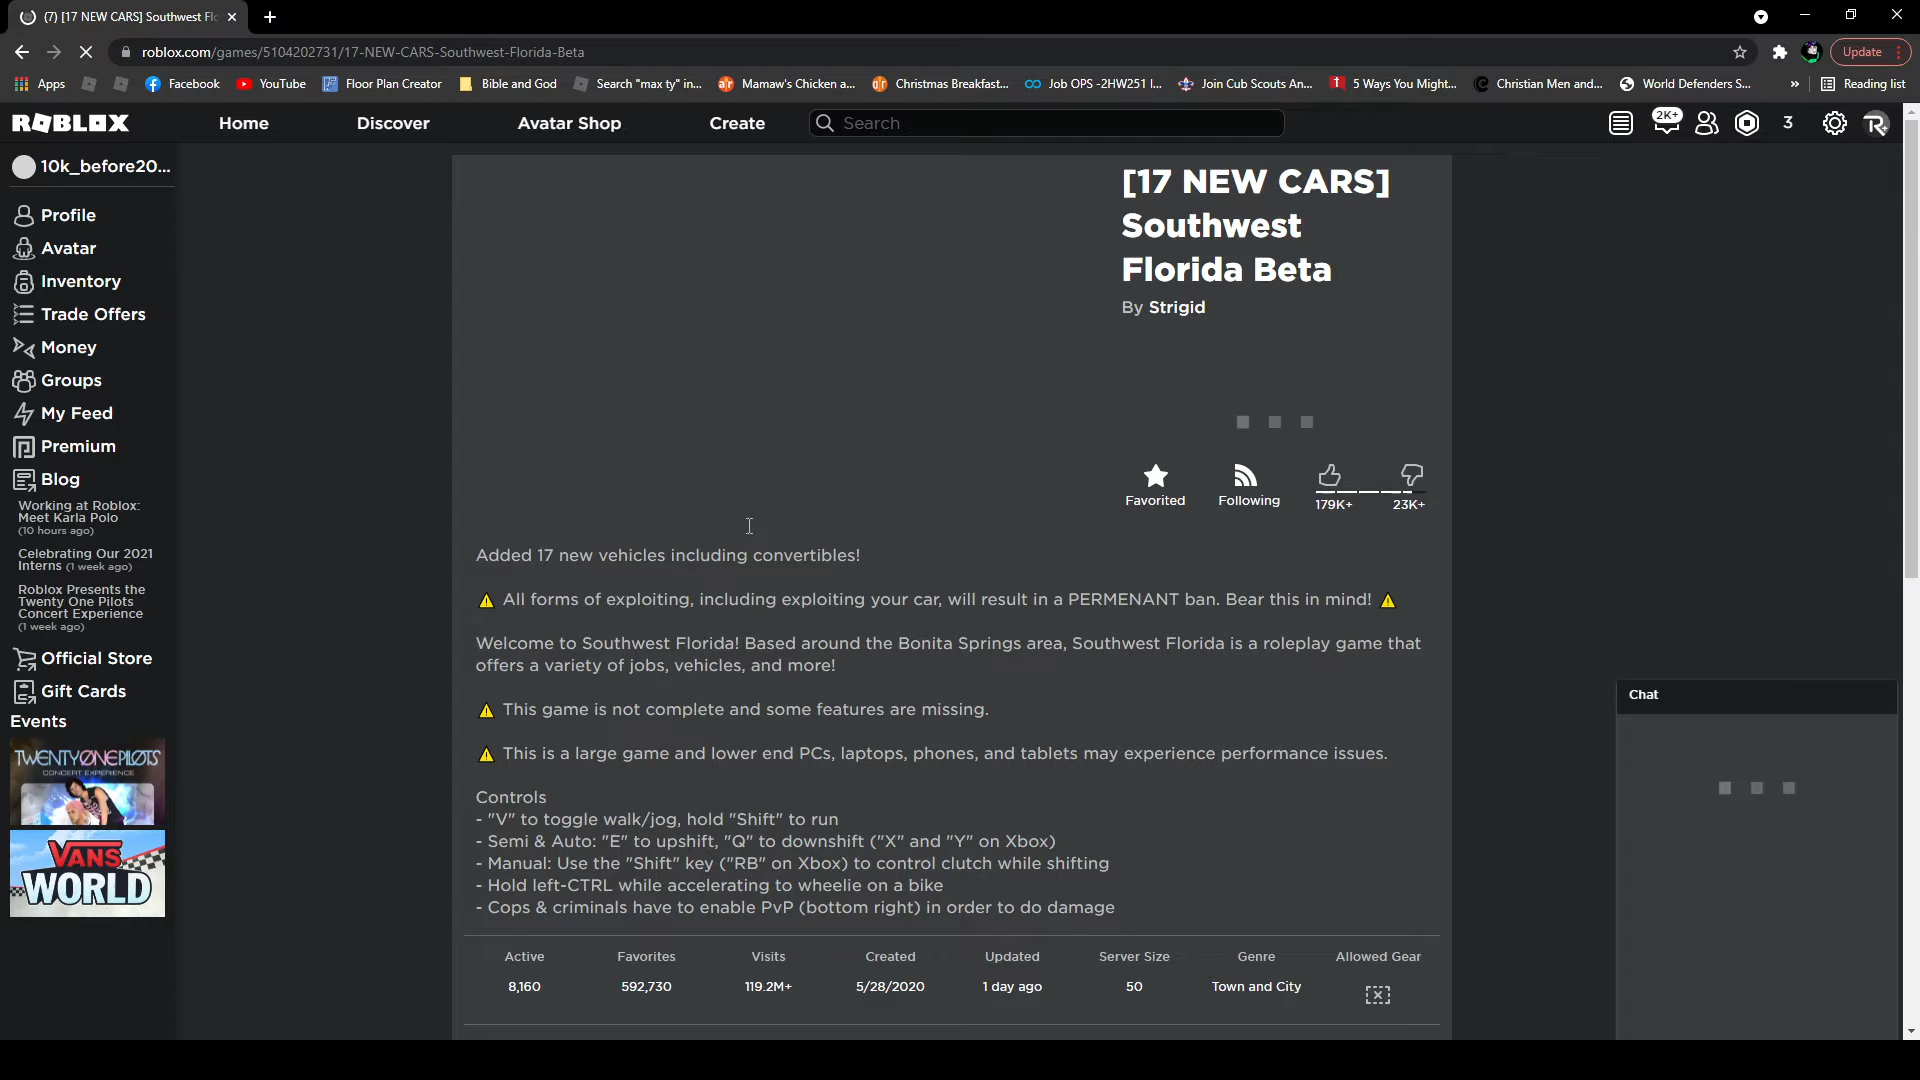 (7) [17 NEW CARS] Southwest Flo
roblox.com/games/5104202731/17-NEW-CARS-Southwest-Florida-Beta
Update
Apps
Facebook
YouTube
Floor Plan Creator
Bible and God
Search "max ty" in...
Mamaw's Chicken a...
Christmas Breakfast...
Job OPS -2HW251 I...
Join Cub Scouts An...
5 Ways You Might...
Christian Men and...
World Defenders S...
»
Reading list
ROBLOX
Home
Discover
Avatar Shop
Create
Search
2K+
3
10k_before20...
Profile
Avatar
Inventory
Trade Offers
Money
Groups
My Feed
Premium
Blog
Working at Roblox:
Meet Karla Polo
(10 hours ago)
Celebrating Our 2021
Interns (1 week ago)
Roblox Presents the
Twenty One Pilots
Concert Experience
(1 week ago)
Official Store
Gift Cards
Events
TWENTY ONE PILOTS
CONCERT EXPERIENCE
VANS
WORLD
[17 NEW CARS]
Southwest
Florida Beta
By Strigid
Favorited
Following
179K+
23K+
Added 17 new vehicles including convertibles!
⚠ All forms of exploiting, including exploiting your car, will result in a PERMENANT ban. Bear this in mind! ⚠
Welcome to Southwest Florida! Based around the Bonita Springs area, Southwest Florida is a roleplay game that
offers a variety of jobs, vehicles, and more!
⚠ This game is not complete and some features are missing.
⚠ This is a large game and lower end PCs, laptops, phones, and tablets may experience performance issues.
Controls
- "V" to toggle walk/jog, hold "Shift" to run
- Semi & Auto: "E" to upshift, "Q" to downshift ("X" and "Y" on Xbox)
- Manual: Use the "Shift" key ("RB" on Xbox) to control clutch while shifting
- Hold left-CTRL while accelerating to wheelie on a bike
- Cops & criminals have to enable PvP (bottom right) in order to do damage
Active Favorites Visits Created Updated Server Size Genre Allowed Gear
8,160 592,730 119.2M+ 5/28/2020 1 day ago 50 Town and City
Chat